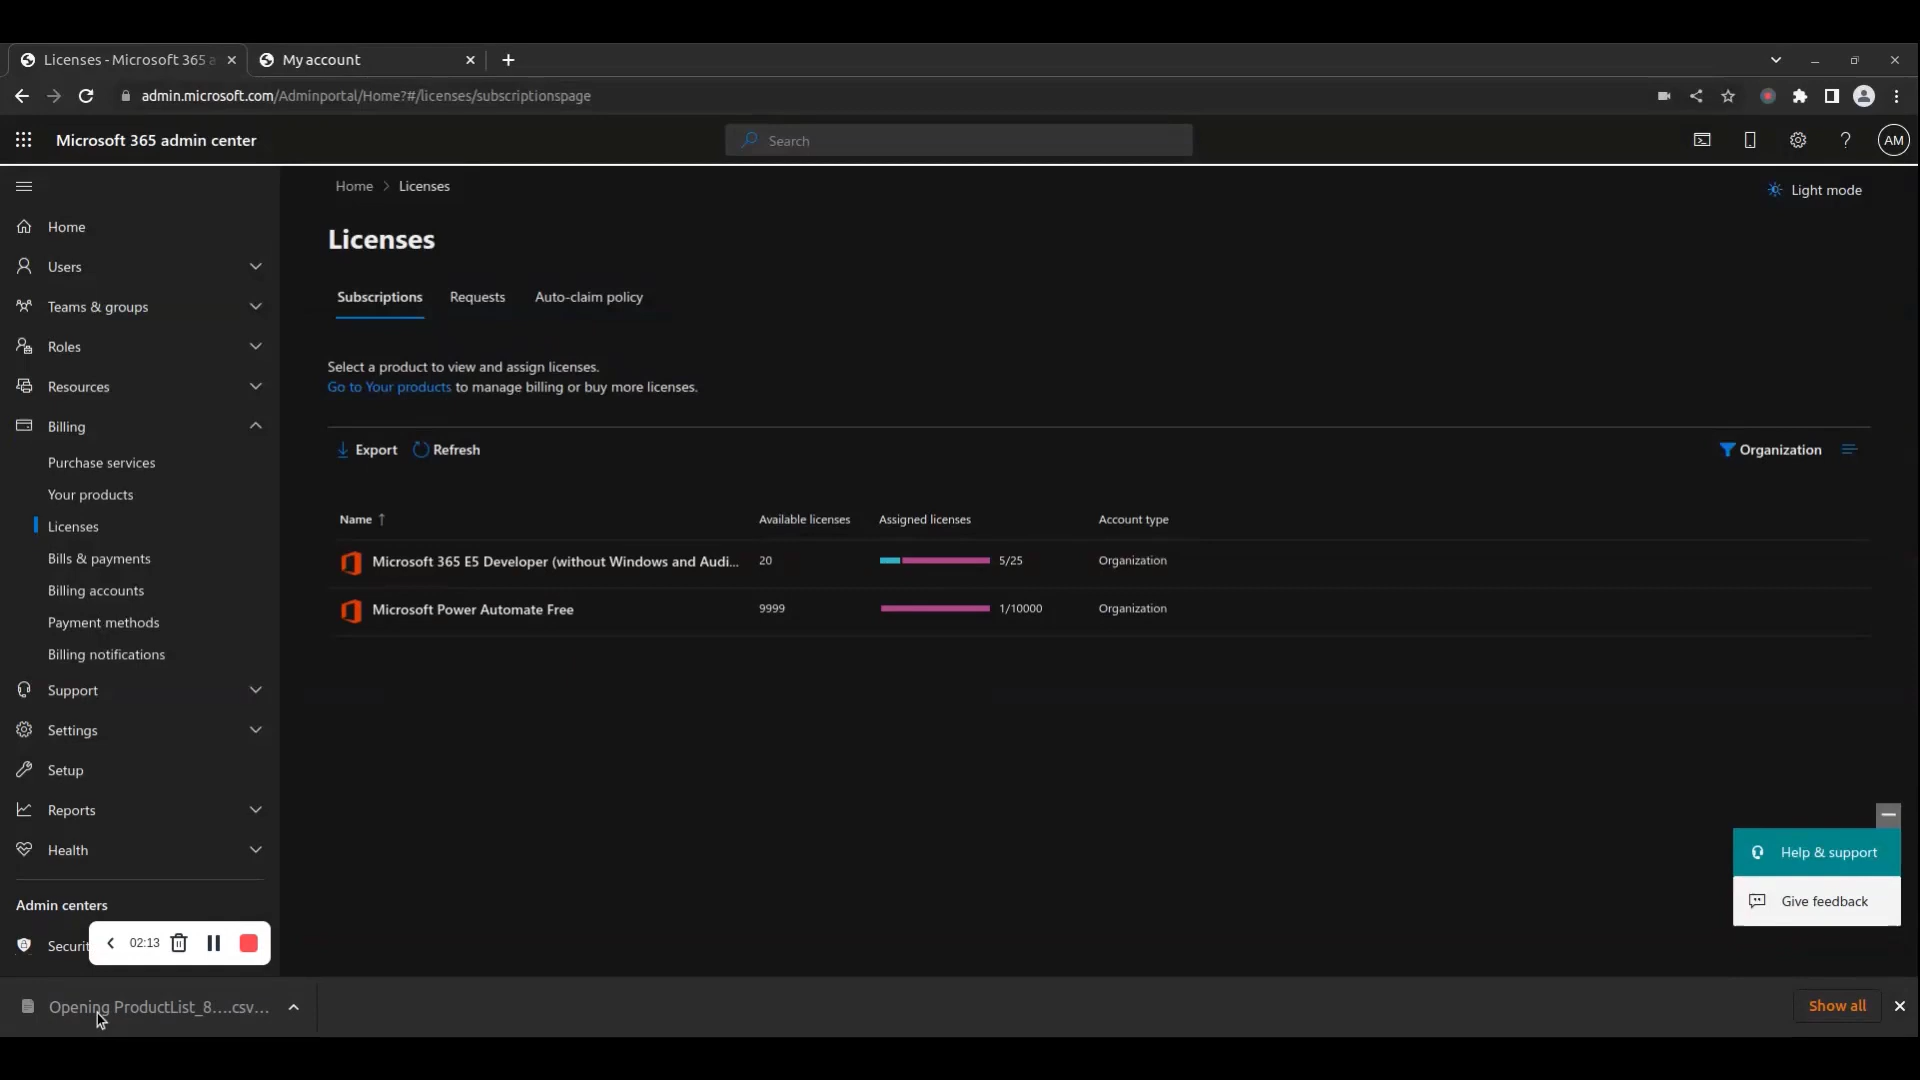 Licenses - Microsoft 365 a
My account
admin.microsoft.com/Adminportal/Home?#/licenses/subscriptionspage
Microsoft 365 admin center
Search
AM
Home
Users
Teams & groups
Roles
Resources
Billing
Purchase services
Your products
Licenses
Bills & payments
Billing accounts
Payment methods
Billing notifications
Support
Settings
Setup
Reports
Health
Admin centers
Securit
02:13
Home > Licenses
Light mode
Licenses
Subscriptions Requests Auto-claim policy
Select a product to view and assign licenses.
Go to Your products to manage billing or buy more licenses.
Export Refresh
Organization
Name ↑ Available licenses Assigned licenses Account type
Microsoft 365 E5 Developer (without Windows and Audi... 20 5/25 Organization
Microsoft Power Automate Free 9999 1/10000 Organization
Help & support
Give feedback
Opening ProductList_8....csv...
Show all